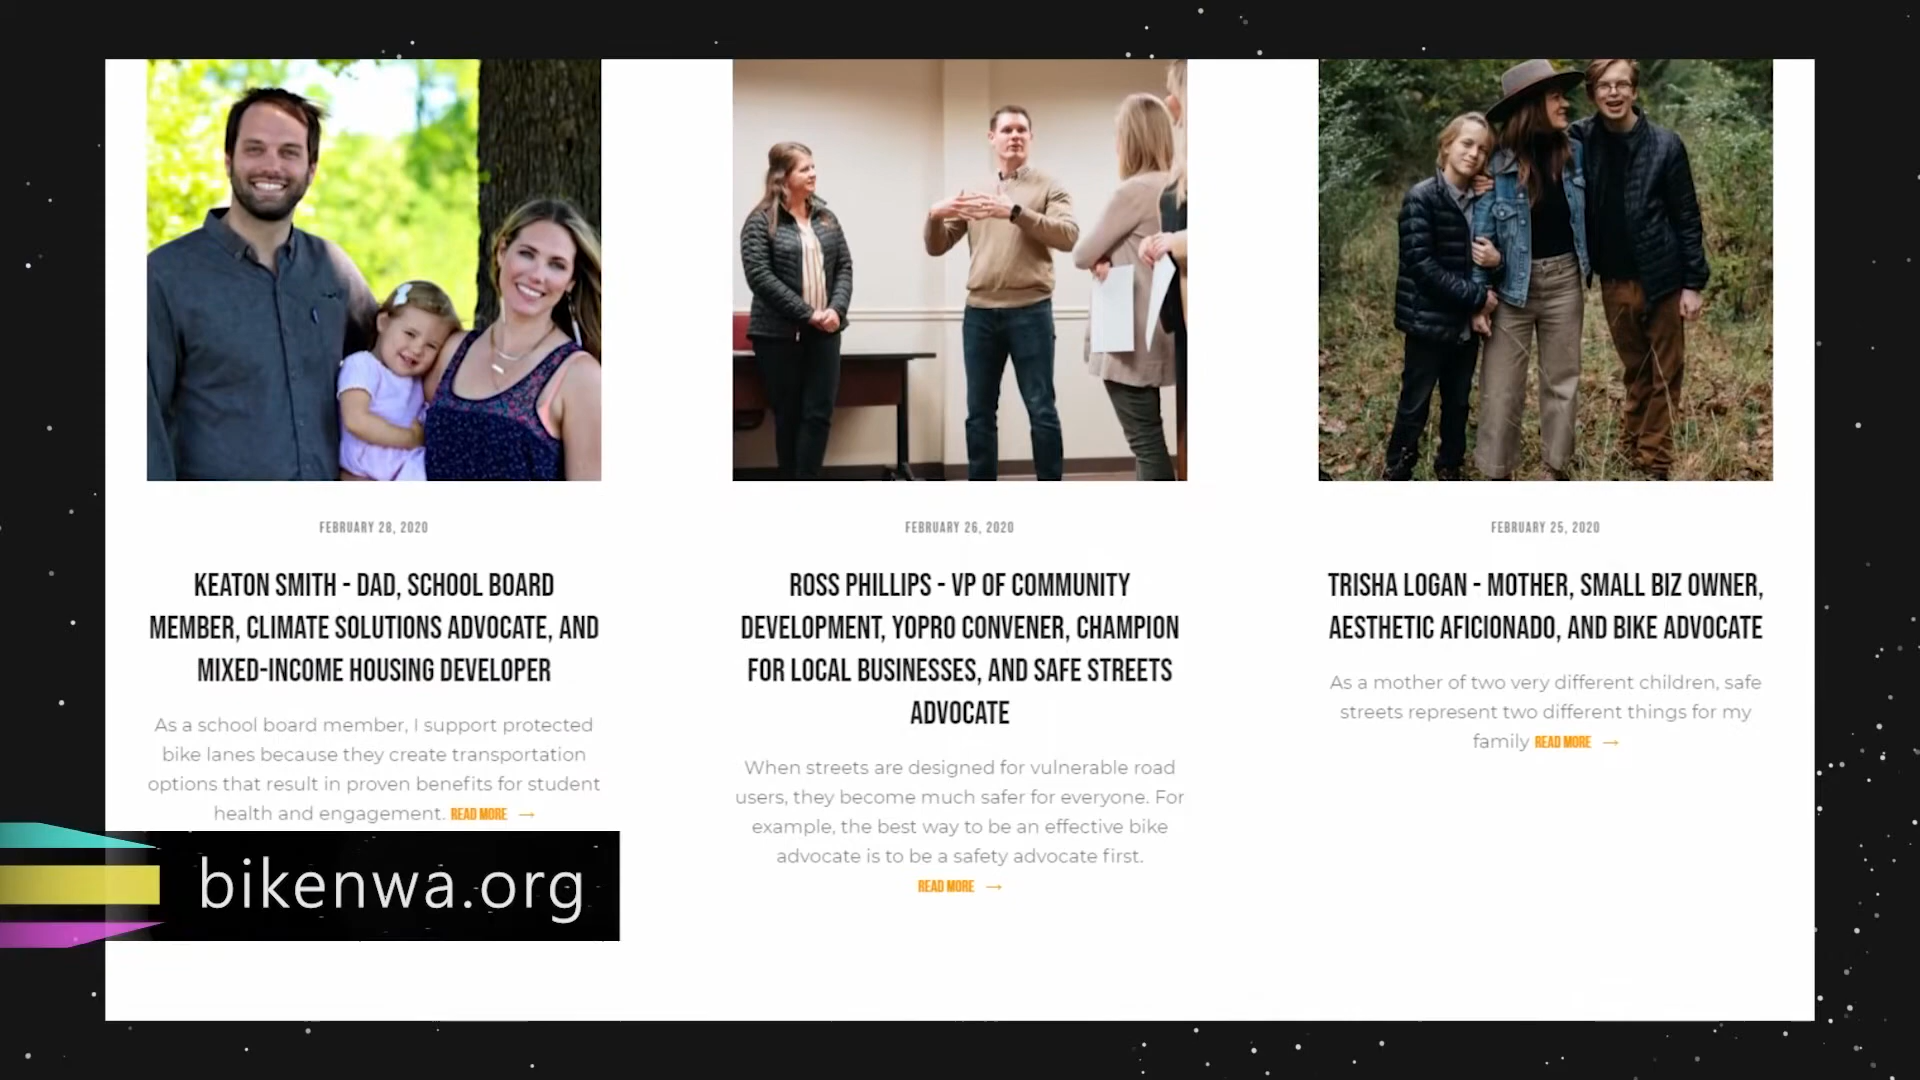 FEBRUARY 28, 2020
KEATON SMITH - DAD, SCHOOL BOARD
MEMBER, CLIMATE SOLUTIONS ADVOCATE, AND
MIXED-INCOME HOUSING DEVELOPER
As a school board member, I support protected
bike lanes because they create transportation
options that result in proven benefits for student
health and engagement. READ MORE →
FEBRUARY 26, 2020
ROSS PHILLIPS - VP OF COMMUNITY
DEVELOPMENT, YOPRO CONVENER, CHAMPION
FOR LOCAL BUSINESSES, AND SAFE STREETS
ADVOCATE
When streets are designed for vulnerable road
users, they become much safer for everyone. For
example, the best way to be an effective bike
advocate is to be a safety advocate first.
READ MORE →
FEBRUARY 25, 2020
TRISHA LOGAN - MOTHER, SMALL BIZ OWNER,
AESTHETIC AFICIONADO, AND BIKE ADVOCATE
As a mother of two very different children, safe
streets represent two different things for my
family READ MORE →
bikenwa.org